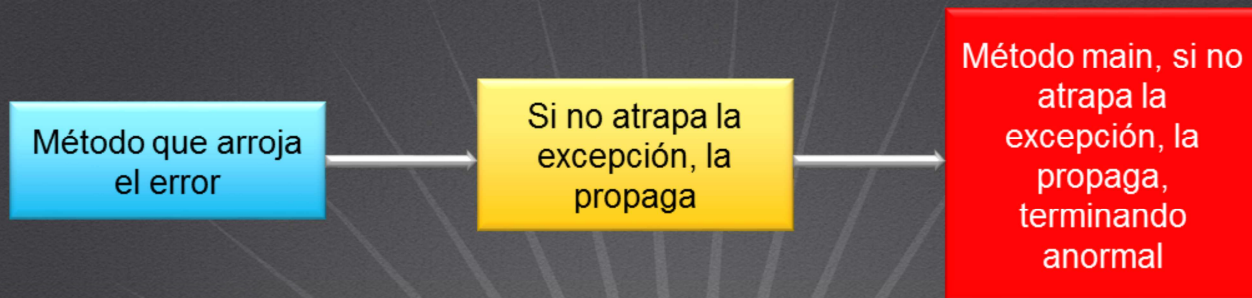 Método que arroja
el error
Si no atrapa la
excepción, la
propaga
Método main, si no
atrapa la
excepción, la
propaga,
terminando
anormal